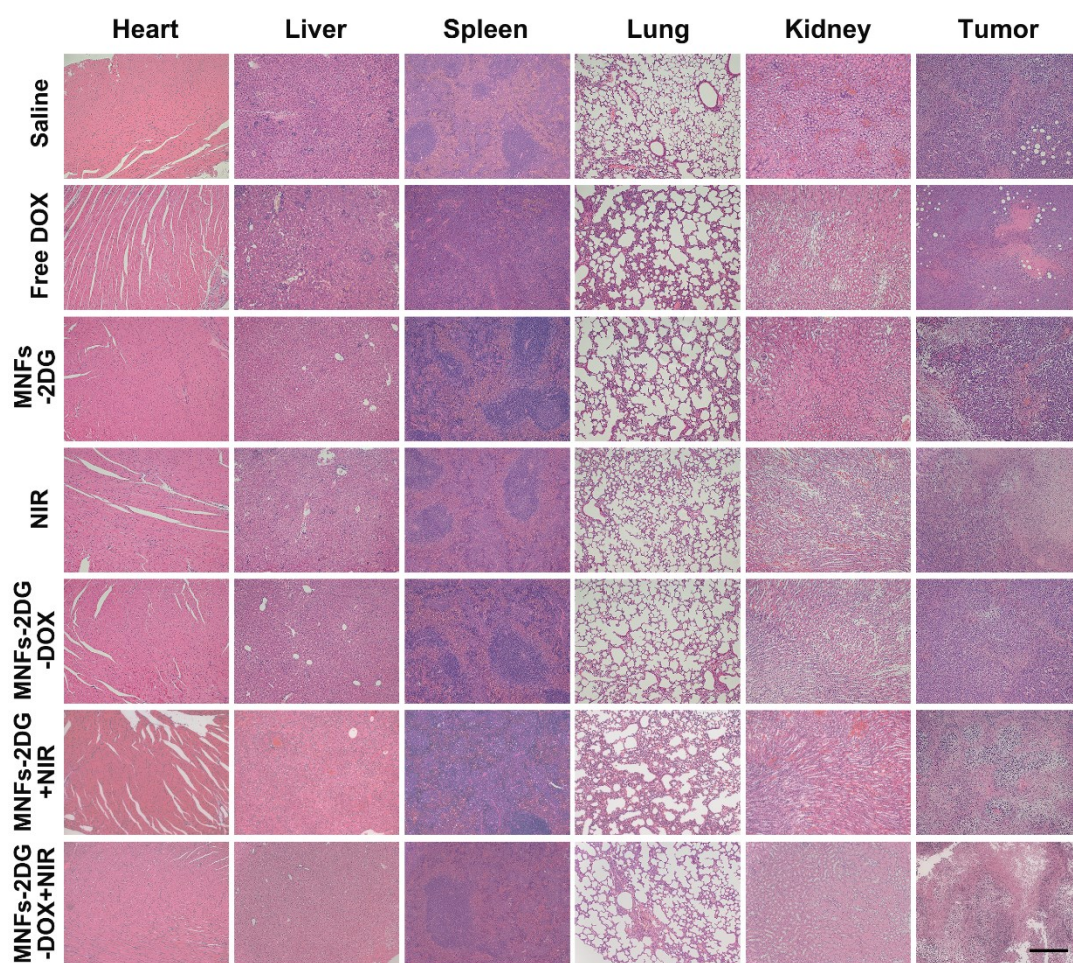 Heart Liver Spleen Lung Kidney Tumor
Saline
Free DOX
MNFs
-2DG
NIR
MNFs-2DG
-DOX
MNFs-2DG
+NIR
MNFs-2DG
-DOX+NIR